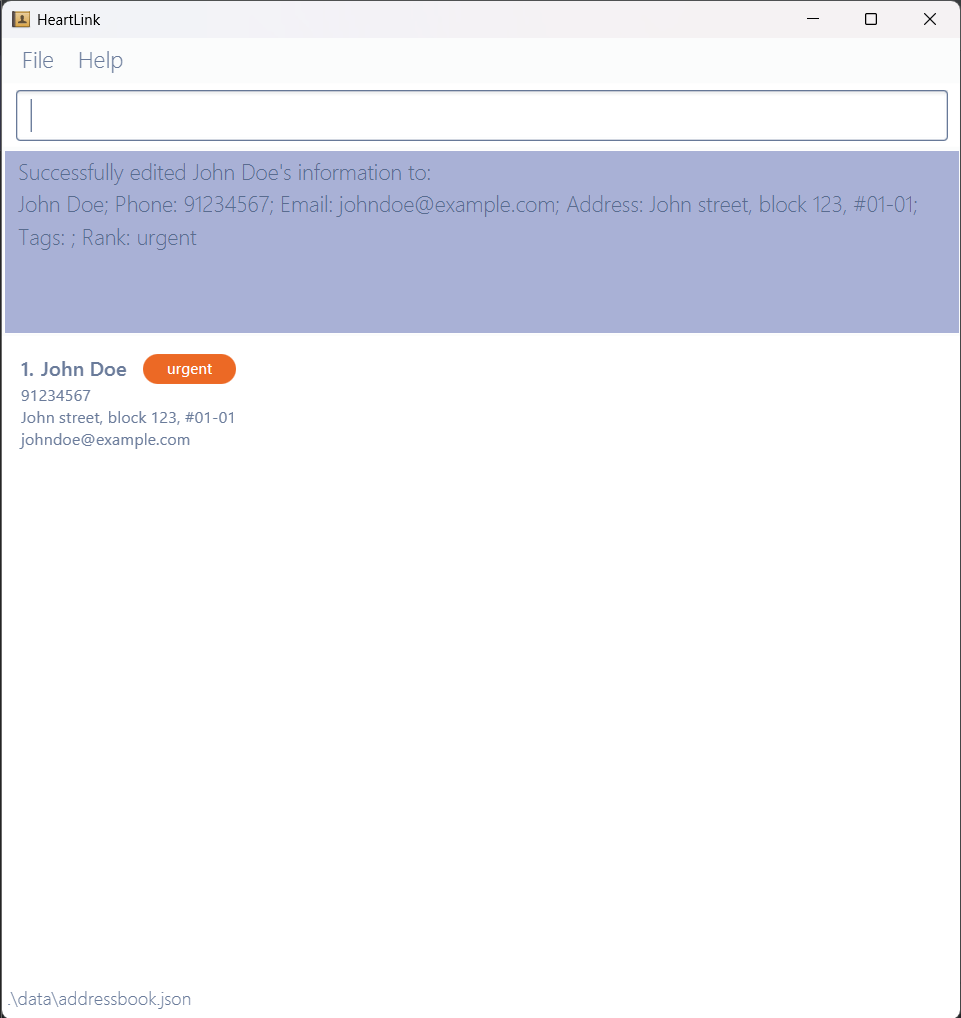 HeartLink
File Help
Successfully edited John Doe's information to:
John Doe; Phone: 91234567; Email: johndoe@example.com; Address: John street, block 123, #01-01;
Tags: ; Rank: urgent
1. John Doe urgent
91234567
John street, block 123, #01-01
johndoe@example.com
.\data\addressbook.json